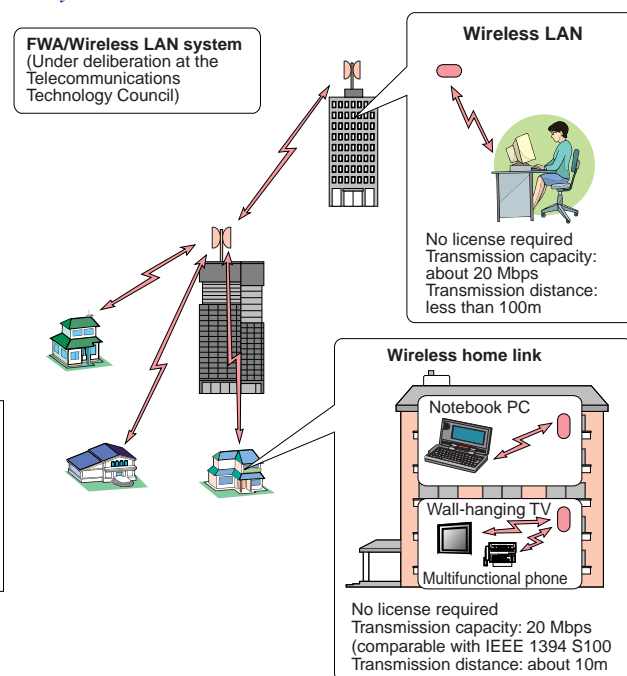 FWA/Wireless LAN system
(Under deliberation at the
Telecommunications
Technology Council)
Wireless LAN
No license required
Transmission capacity:
about 20 Mbps
Transmission distance:
less than 100m
Wireless home link
Notebook PC
Wall-hanging TV
Multifunctional phone
No license required
Transmission capacity: 20 Mbps
(comparable with IEEE 1394 S100
Transmission distance: about 10m